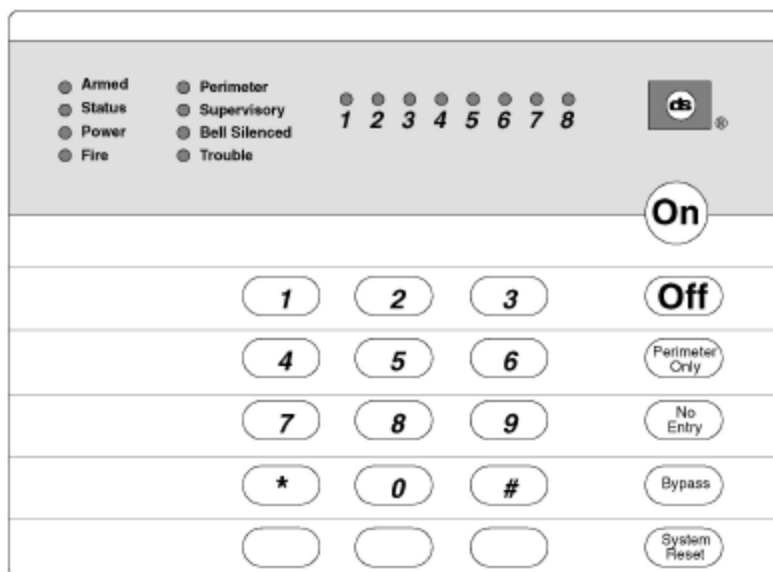 Armed Perimeter
Status Supervisory
Power Bell Silenced
Fire Trouble
1 2 3 4 5 6 7 8
ds ®
On
1 2 3 Off
4 5 6 Perimeter Only
7 8 9 No Entry
* 0 # Bypass
System Reset